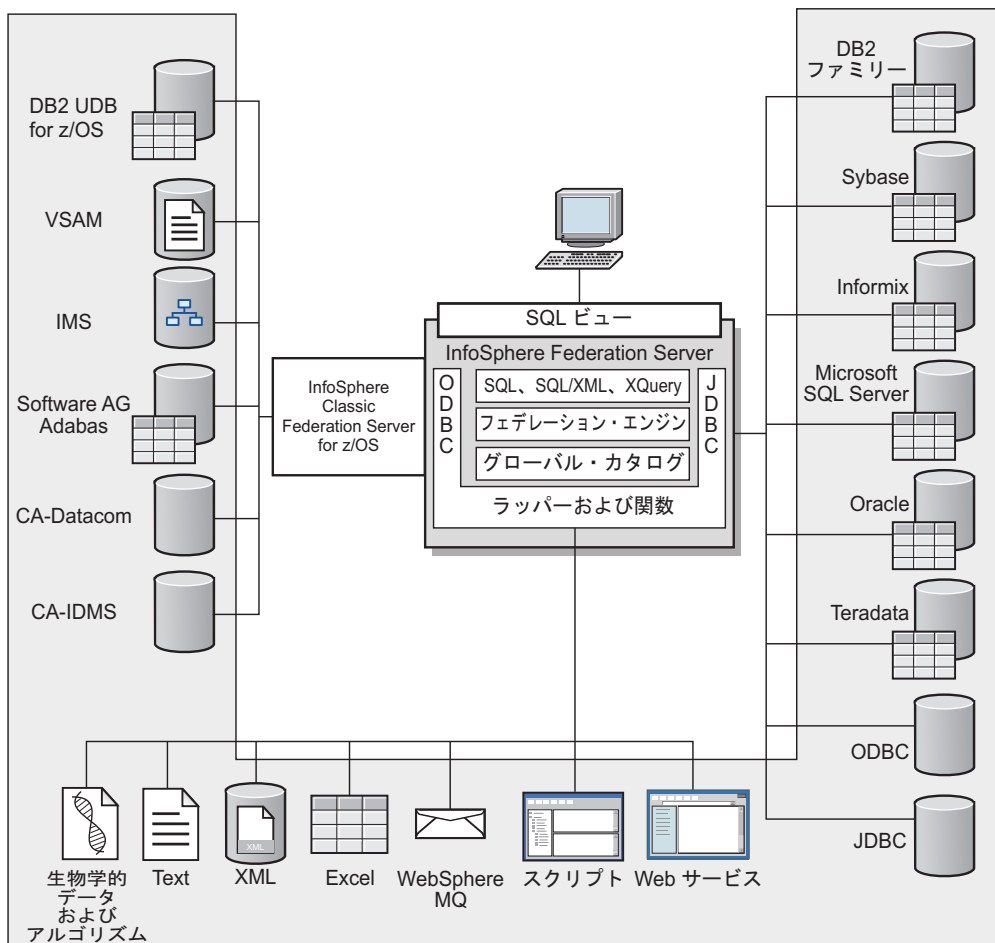 DB2 UDB
for z/OS
VSAM
IMS
Software AG
Adabas
CA-Datacom
CA-IDMS
InfoSphere
Classic
Federation Server
for z/OS
SQL ビュー
InfoSphere Federation Server
ODBC
SQL、SQL/XML、XQuery
フェデレーション・エンジン
グローバル・カタログ
JDBC
ラッパーおよび関数
DB2
ファミリー
Sybase
Informix
Microsoft
SQL Server
Oracle
Teradata
ODBC
JDBC
生物学的
データ
および
アルゴリズム
Text
XML
XML
Excel
WebSphere
MQ
スクリプト
Web サービス